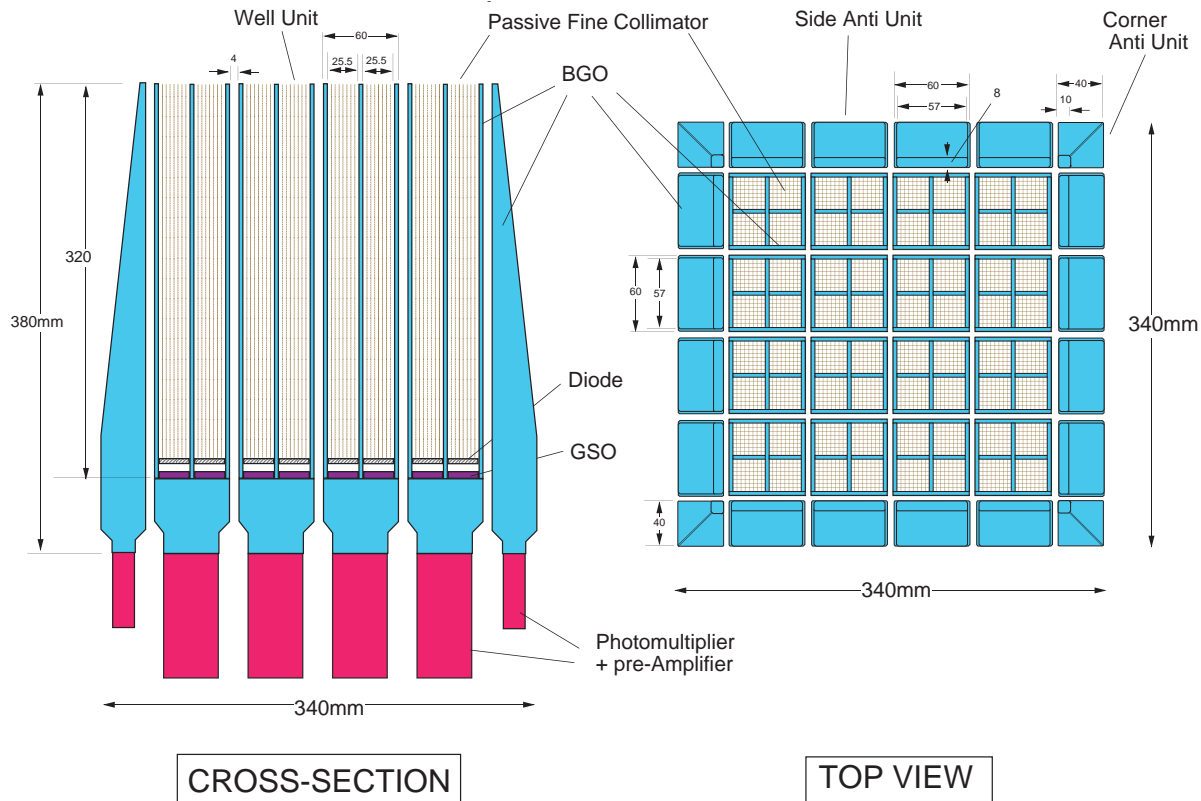 Well Unit
Passive Fine Collimator
Side Anti Unit
Corner
Anti Unit
60
4
25.5
25.5
BGO
60
57
8
40
10
320
380mm
60
57
340mm
Diode
GSO
40
340mm
Photomultiplier
+ pre-Amplifier
340mm
CROSS-SECTION
TOP VIEW